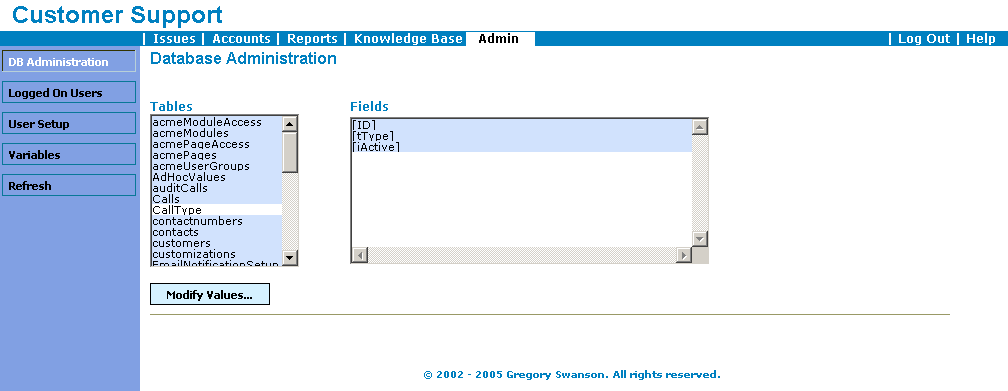 Customer Support
| Issues | Accounts | Reports | Knowledge Base Admin | Log Out | Help
DB Administration
Logged On Users
User Setup
Variables
Refresh
Database Administration
Tables
acmeModuleAccess
acmeModules
acmePageAccess
acmePages
acmeUserGroups
AdHocValues
auditCalls
Calls
CallType
contactnumbers
contacts
customers
customizations
EmailNotificationSetup
Fields
[ID]
[tType]
[iActive]
Modify Values...
© 2002 - 2005 Gregory Swanson. All rights reserved.